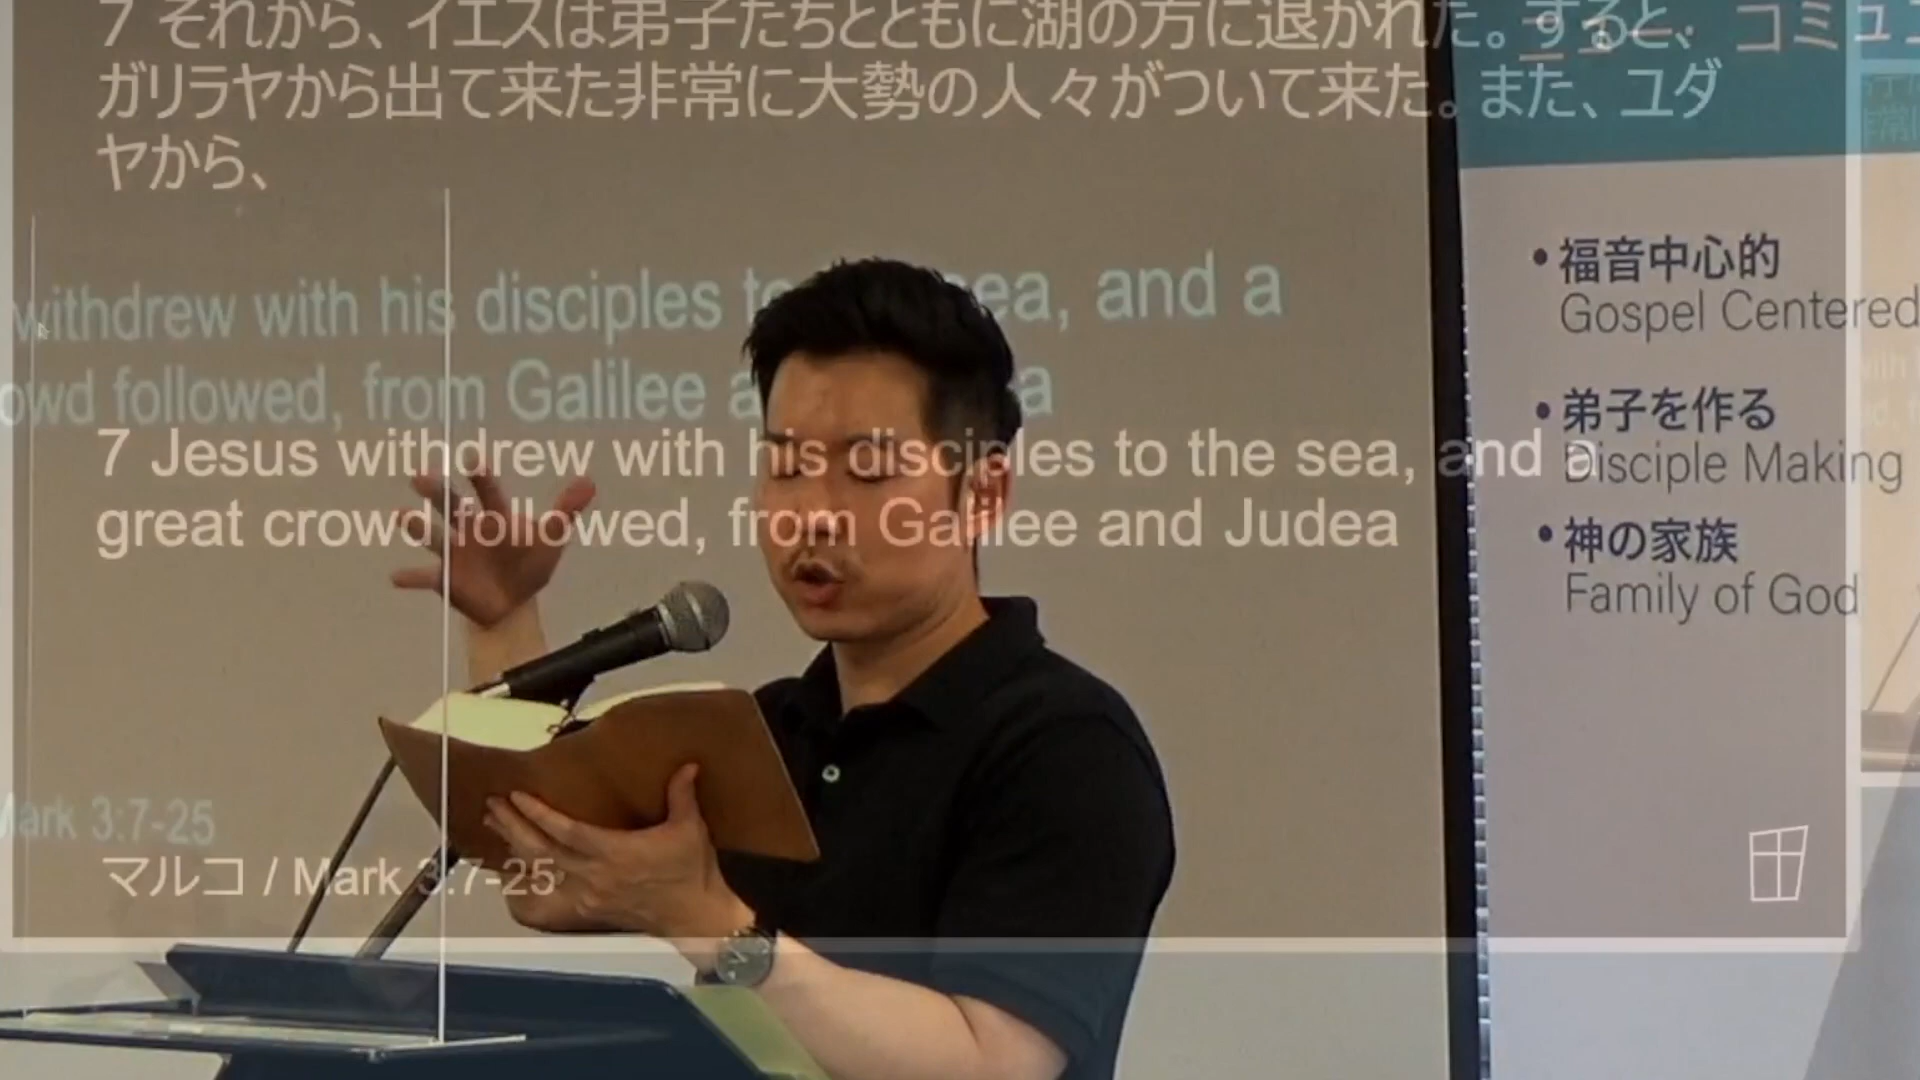 7 それから、イエスは弟子たちとともに湖の方に退かれた。すると、
ガリラヤから出て来た非常に大勢の人々がついて来た。また、ユダ
ヤから、
withdrew with his disciples sea, and a
followed, from Galilee
7 Jesus withdrew with his disciples to the sea, and a
great crowd followed, from Galilee and Judea
Mark 3:7-25
マルコ / Mark 3:7-25
コミュ
•福音中心的
Gospel Centered
•弟子を作る
Disciple Making
•神の家族
Family of God